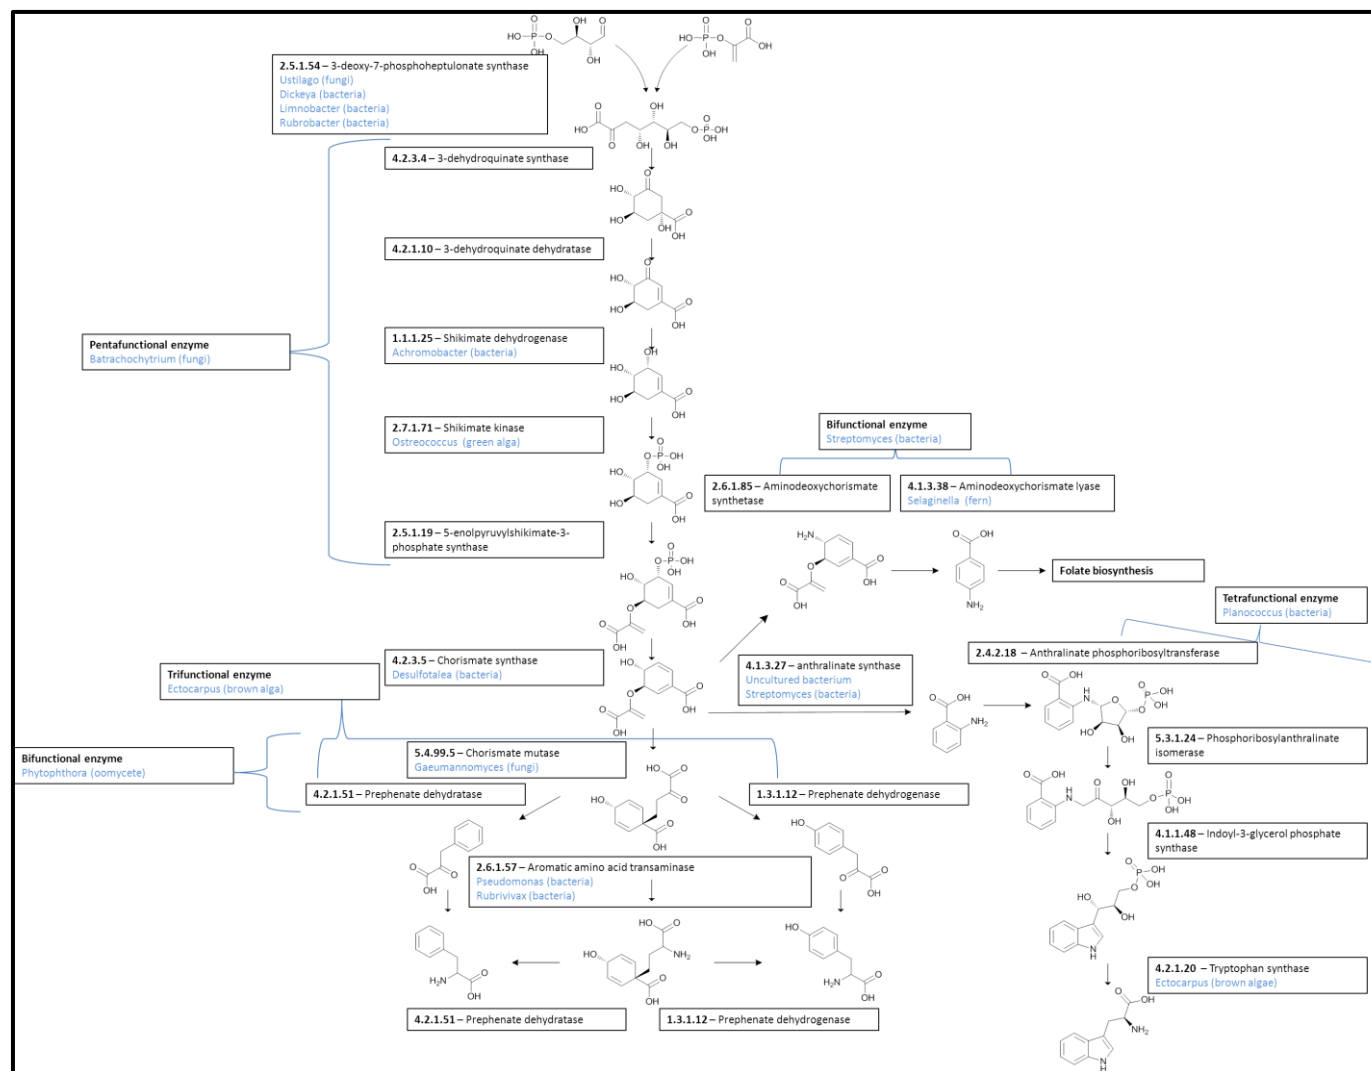 2.5.1.54 – 3-deoxy-7-phosphoheptulonate synthase
Ustilago (fungi)
Dickeya (bacteria)
Limnobacter (bacteria)
Rubrobacter (bacteria)
4.2.3.4 – 3-dehydroquinate synthase
4.2.1.10 – 3-dehydroquinate dehydratase
Pentafunctional enzyme
Batrachochytrium (fungi)
1.1.1.25 – Shikimate dehydrogenase
Achromobacter (bacteria)
2.7.1.71 – Shikimate kinase
Ostreococcus (green alga)
2.5.1.19 – 5-enolpyruvylshikimate-3-
phosphate synthase
Bifunctional enzyme
Streptomyces (bacteria)
2.6.1.85 – Aminodeoxychorismate
synthetase
4.1.3.38 – Aminodeoxychorismate lyase
Selaginella (fern)
Folate biosynthesis
Tetrafunctional enzyme
Planococcus (bacteria)
4.2.3.5 – Chorismate synthase
Desulfotalea (bacteria)
4.1.3.27 – anthralinate synthase
Uncultured bacterium
Streptomyces (bacteria)
2.4.2.18 – Anthralinate phosphoribosyltransferase
Trifunctional enzyme
Ectocarpus (brown alga)
Bifunctional enzyme
Phytophthora (oomycete)
5.4.99.5 – Chorismate mutase
Gaeumannomyces (fungi)
4.2.1.51 – Prephenate dehydratase
1.3.1.12 – Prephenate dehydrogenase
5.3.1.24 – Phosphoribosylanthralinate
isomerase
4.1.1.48 – Indoyl-3-glycerol phosphate
synthase
2.6.1.57 – Aromatic amino acid transaminase
Pseudomonas (bacteria)
Rubrivivax (bacteria)
4.2.1.20 – Tryptophan synthase
Ectocarpus (brown algae)
4.2.1.51 – Prephenate dehydratase
1.3.1.12 – Prephenate dehydrogenase